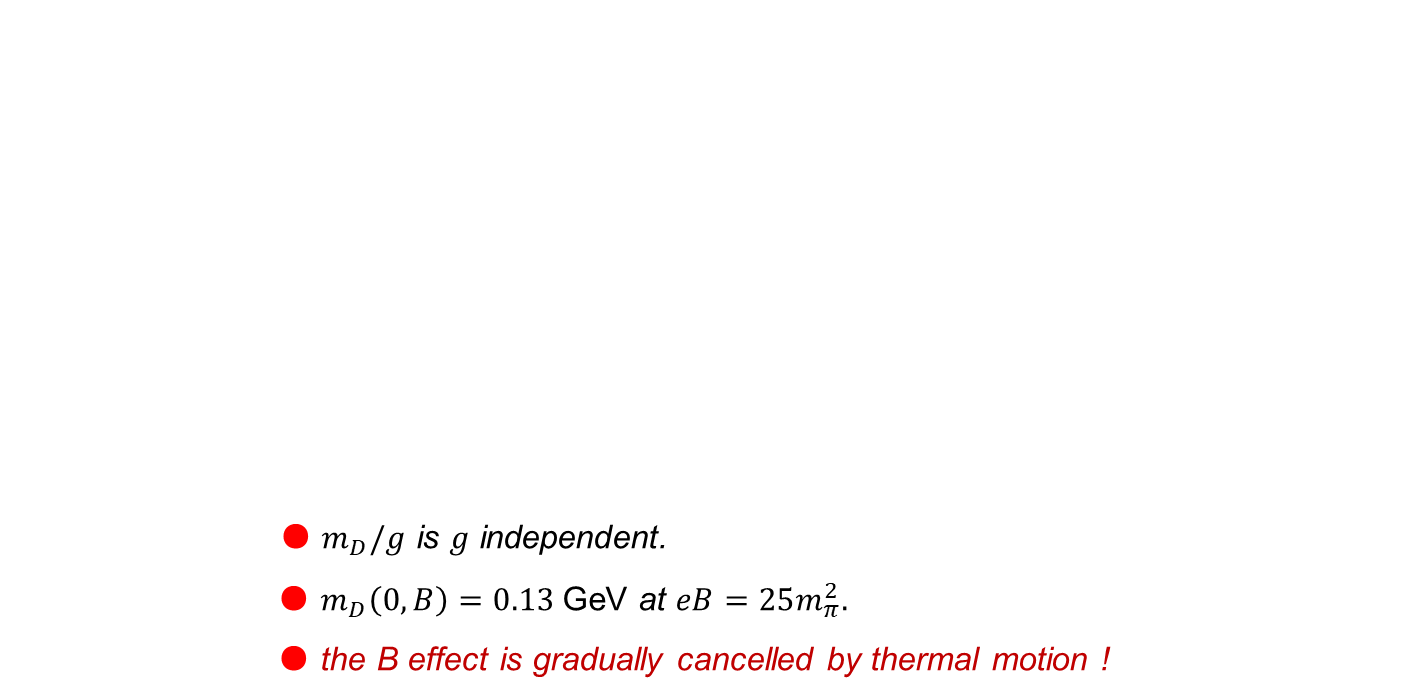 ● m_D/g is g independent.
● m_D(0, B) = 0.13 GeV at eB = 25m_π^2.
● the B effect is gradually cancelled by thermal motion !